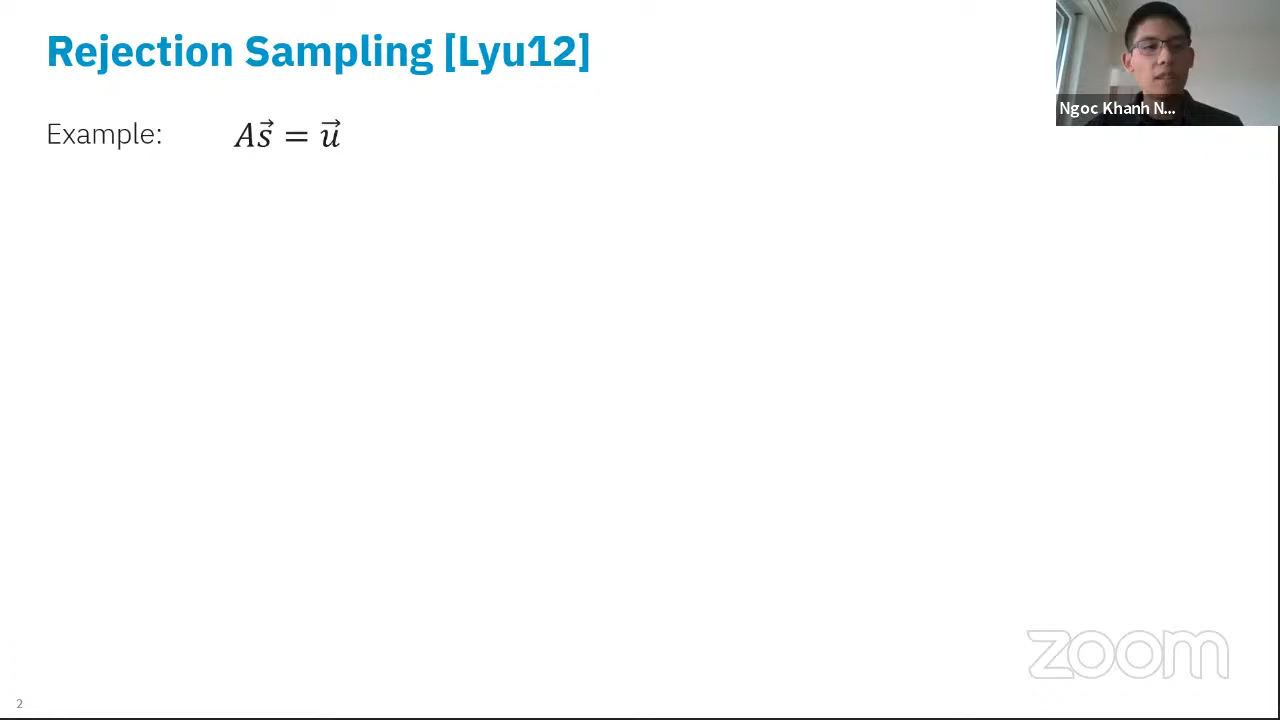 Rejection Sampling [Lyu12]
Ngoc Khanh N...
Example: A𝑠⃗ = 𝑢⃗
zoom
2